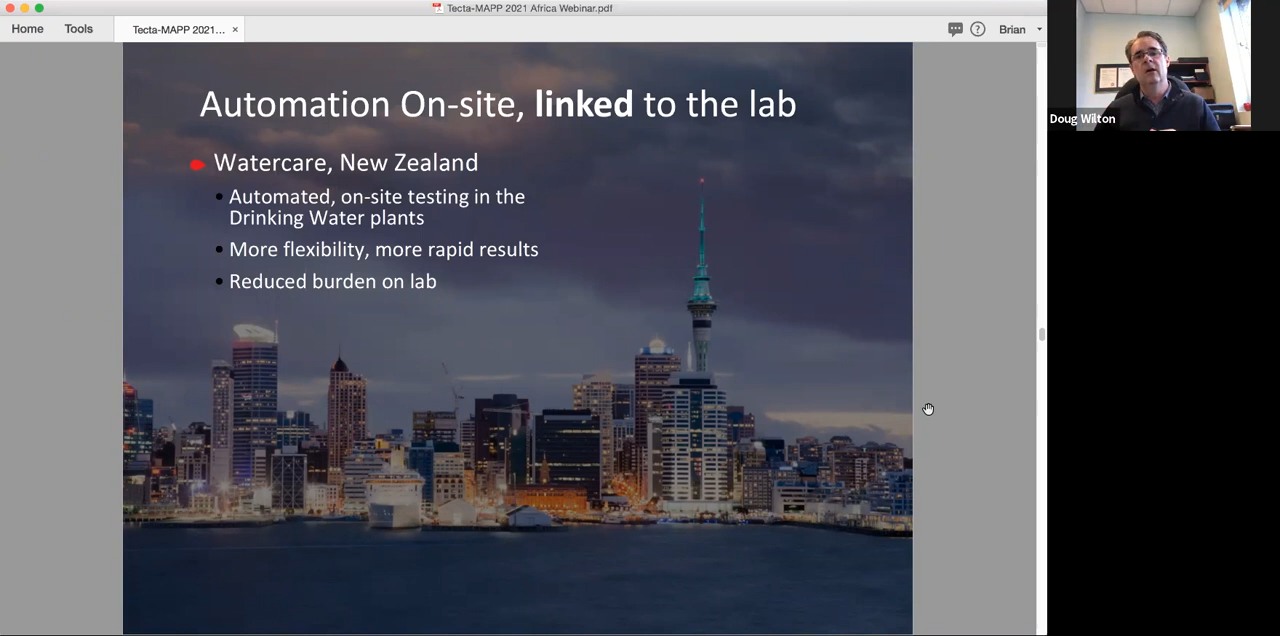 Tecta-MAPP 2021 Africa Webinar.pdf
Home Tools Tecta-MAPP 2021... × Brian
Automation On-site, linked to the lab
Watercare, New Zealand
Automated, on-site testing in the
Drinking Water plants
More flexibility, more rapid results
Reduced burden on lab
Doug Wilton